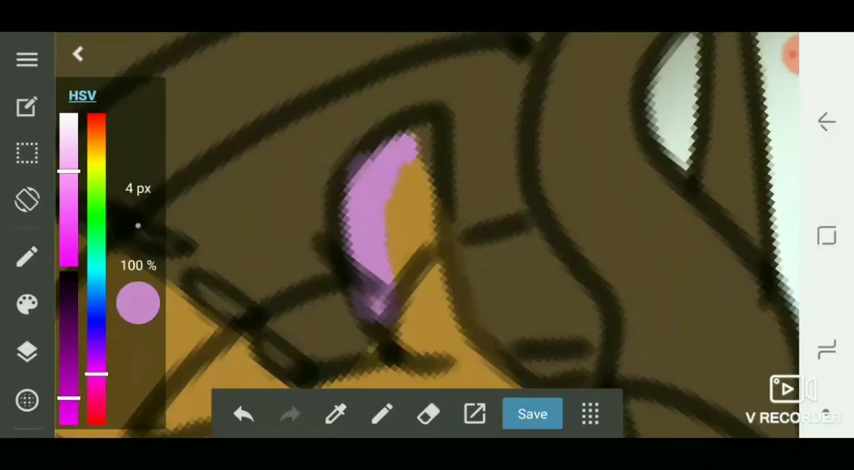 HSV
4 px
100 %
Save
V RECORDER